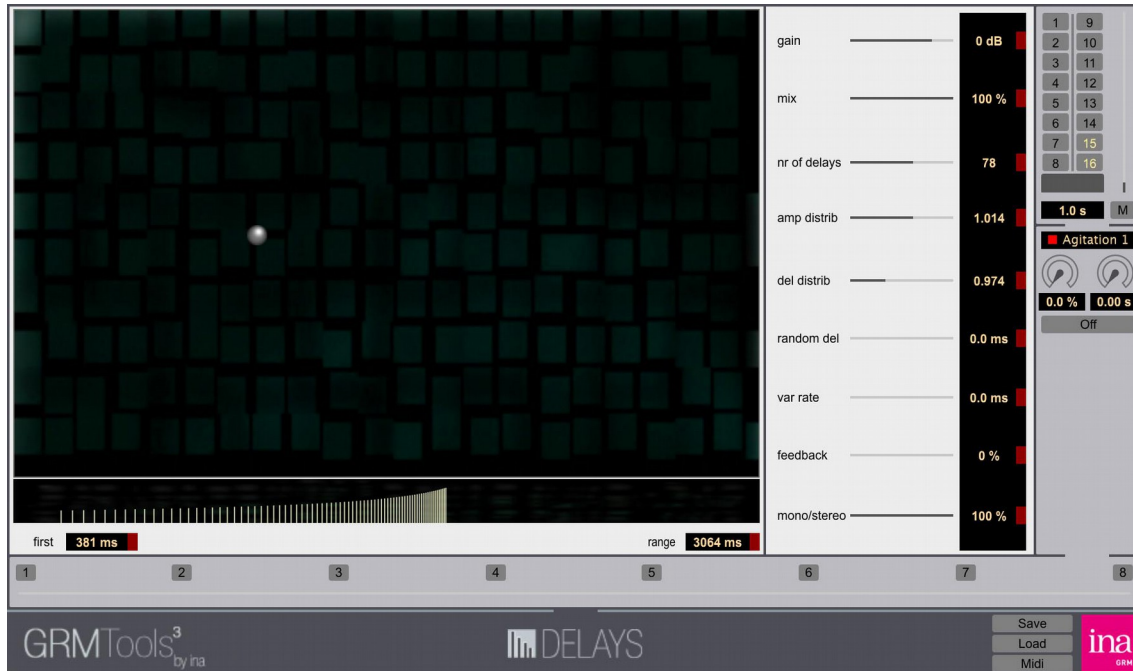 gain 0 dB
mix 100 %
nr of delays 78
amp distrib 1.014
del distrib 0.974
random del 0.0 ms
var rate 0.0 ms
feedback 0 %
mono/stereo 100 %
first 381 ms range 3064 ms
1 9
2 10
3 11
4 12
5 13
6 14
7 15
8 16
1.0 s M
Agitation 1
0.0 % 0.00 s
Off
1 2 3 4 5 6 7 8
GRMTools3
by ina
DELAYS
Save
Load
Midi
ina
GRM